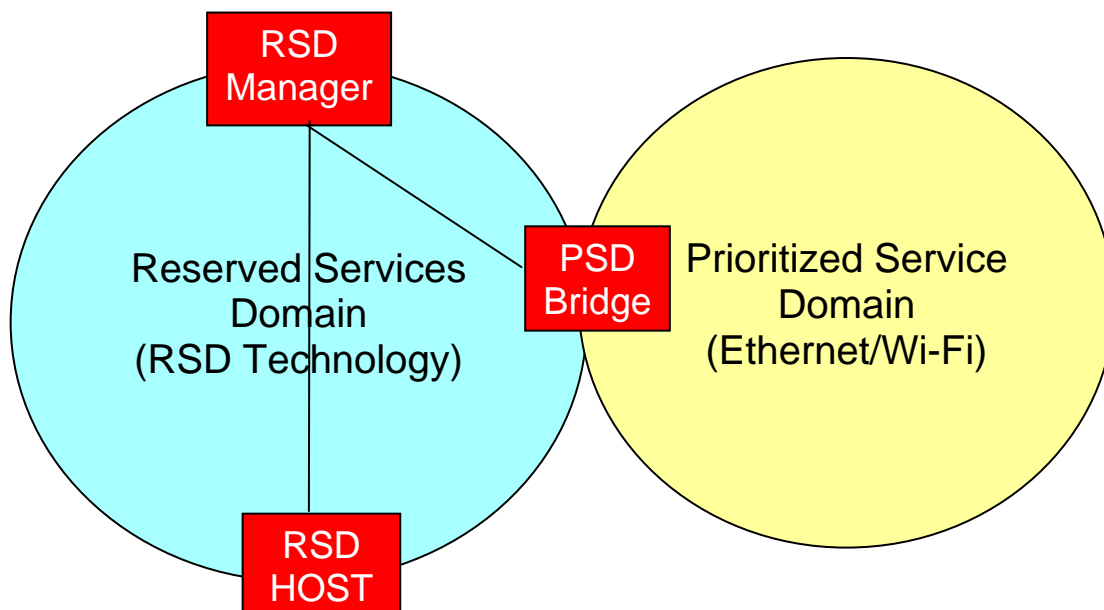 RSD
Manager
Reserved Services
Domain
(RSD Technology)
PSD
Bridge
Prioritized Service
Domain
(Ethernet/Wi-Fi)
RSD
HOST